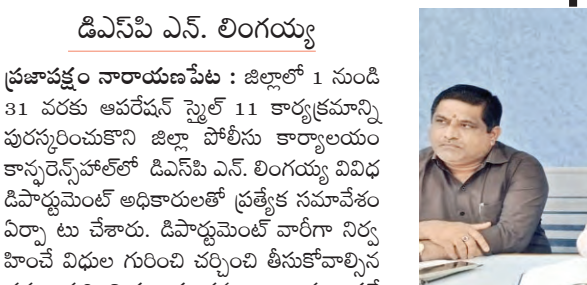 డిఎస్‌పి ఎన్. లింగయ్య
ప్రజాపక్షం నారాయణపేట : జిల్లాలో 1 నుండి
31 వరకు ఆపరేషన్ స్మైల్ 11 కార్యక్రమాన్ని
పురస్కరించుకొని జిల్లా పోలీసు కార్యాలయం
కాన్ఫరెన్స్‌హాల్‌లో డిఎస్‌పి ఎన్. లింగయ్య వివిధ
డిపార్టుమెంట్ అధికారులతో ప్రత్యేక సమావేశం
ఏర్పా టు చేశారు. డిపార్టుమెంట్ వారీగా నిర్వ
హించే విధుల గురించి చర్చించి తీసుకోవాల్సిన